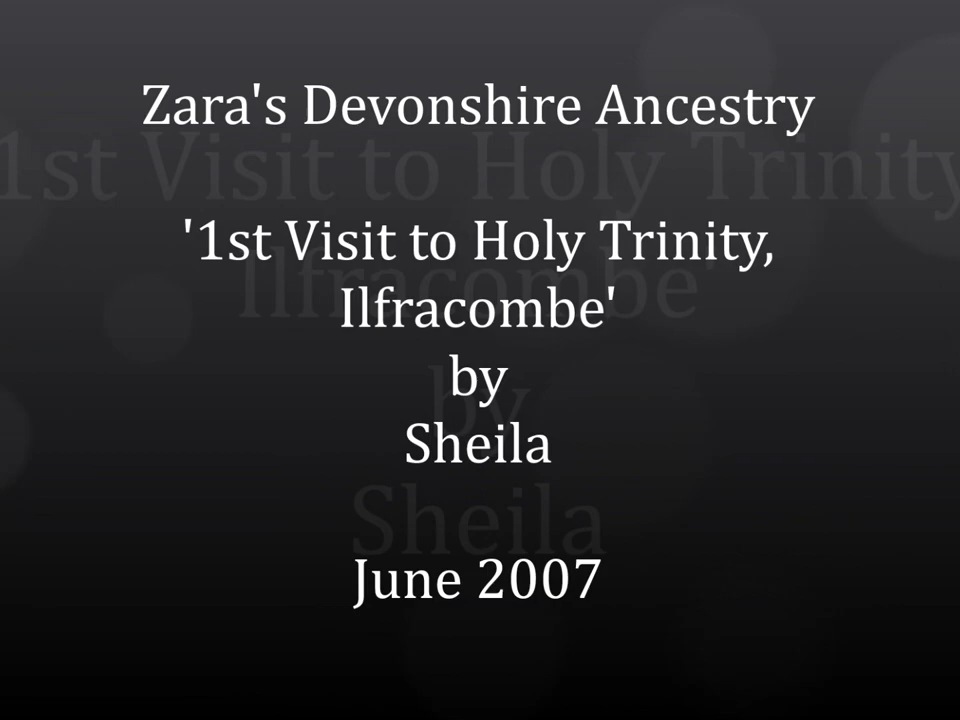 Zara's Devonshire Ancestry
'1st Visit to Holy Trinity,
Ilfracombe'
by
Sheila
June 2007